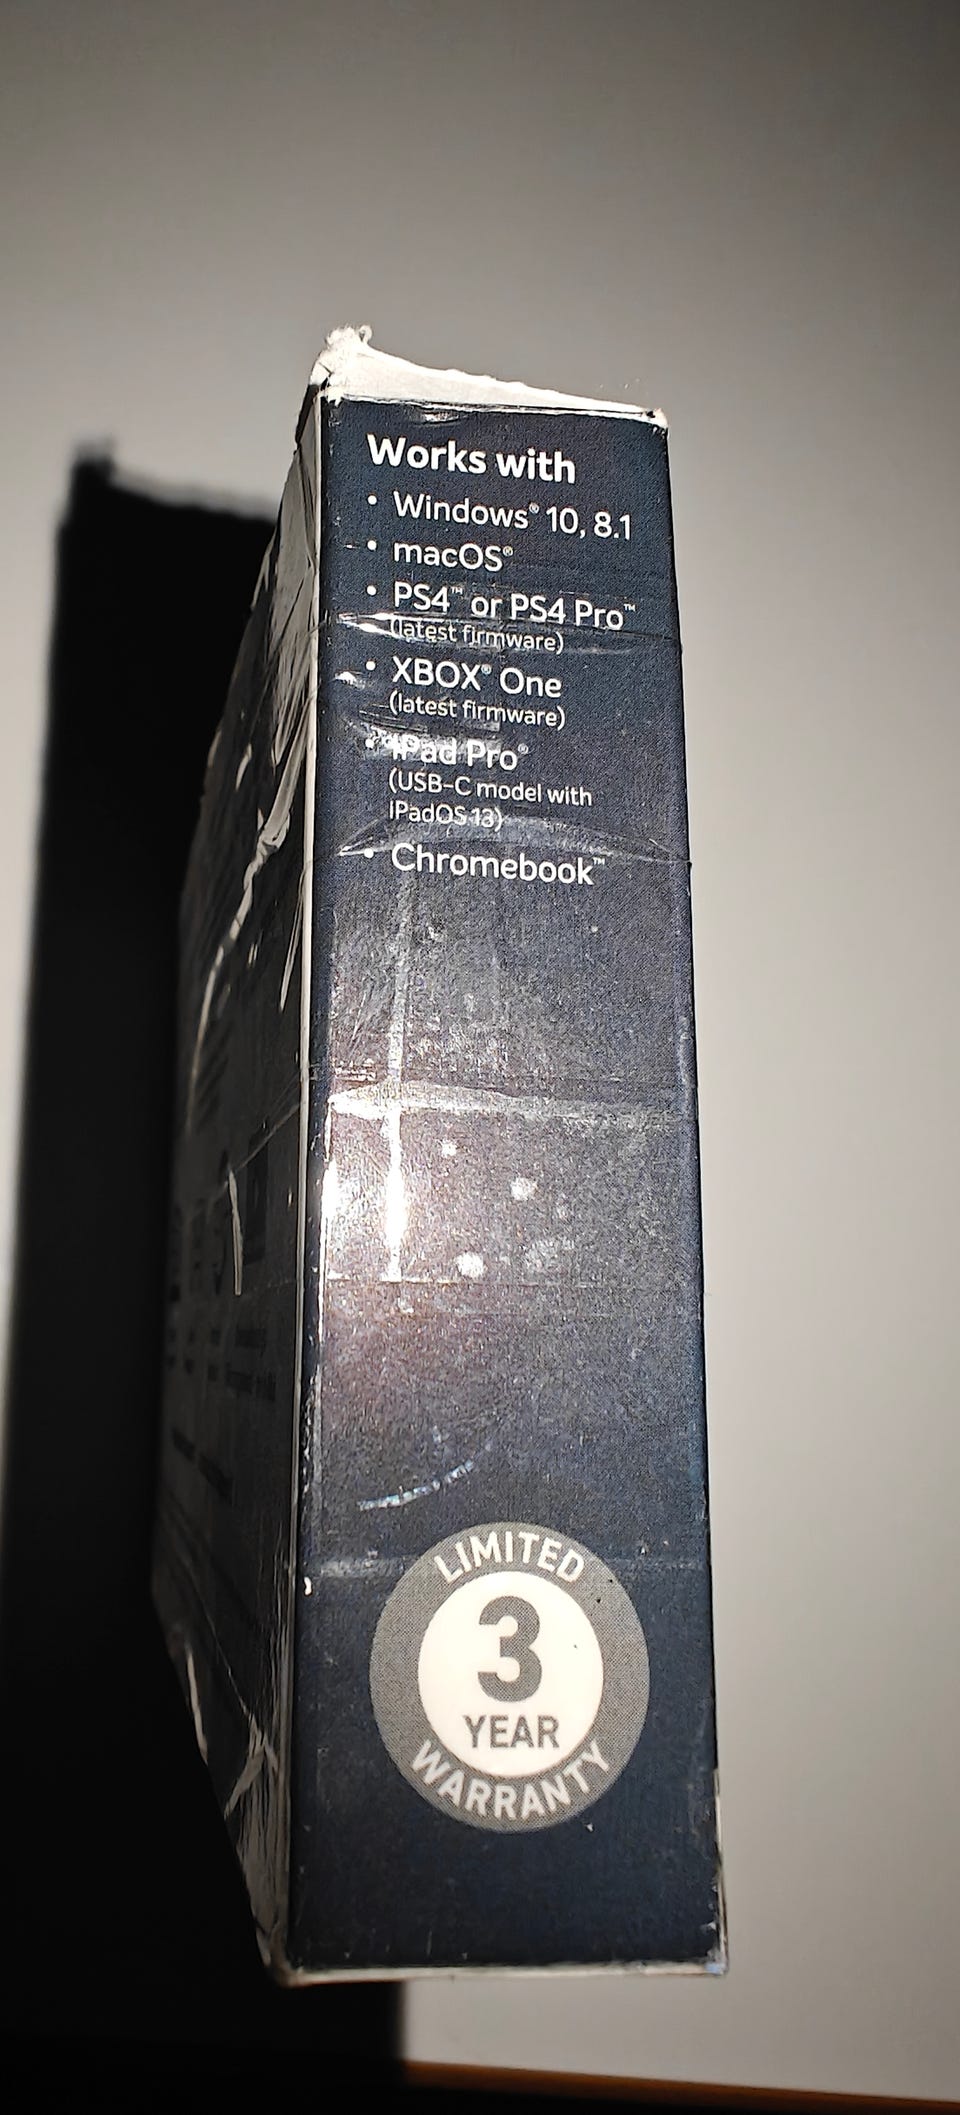 Works with
• Windows® 10, 8.1
• macOS®
• PS4™ or PS4 Pro™
(latest firmware)
• XBOX® One
(latest firmware)
• iPad Pro®
(USB-C model with
iPadOS 13)
• Chromebook™
LIMITED
3
YEAR
WARRANTY